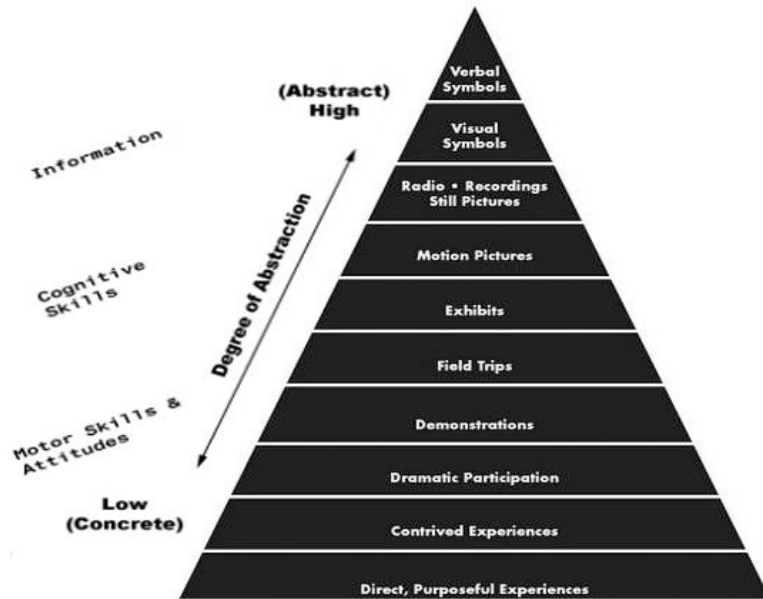 Verbal
Symbols
(Abstract)
High
Visual
Symbols
Information
Radio • Recordings
Still Pictures
Motion Pictures
Degree of Abstraction
Cognitive
Skills
Exhibits
Field Trips
Motor Skills &
Attitudes
Demonstrations
Dramatic Participation
Low
(Concrete)
Contrived Experiences
Direct, Purposeful Experiences